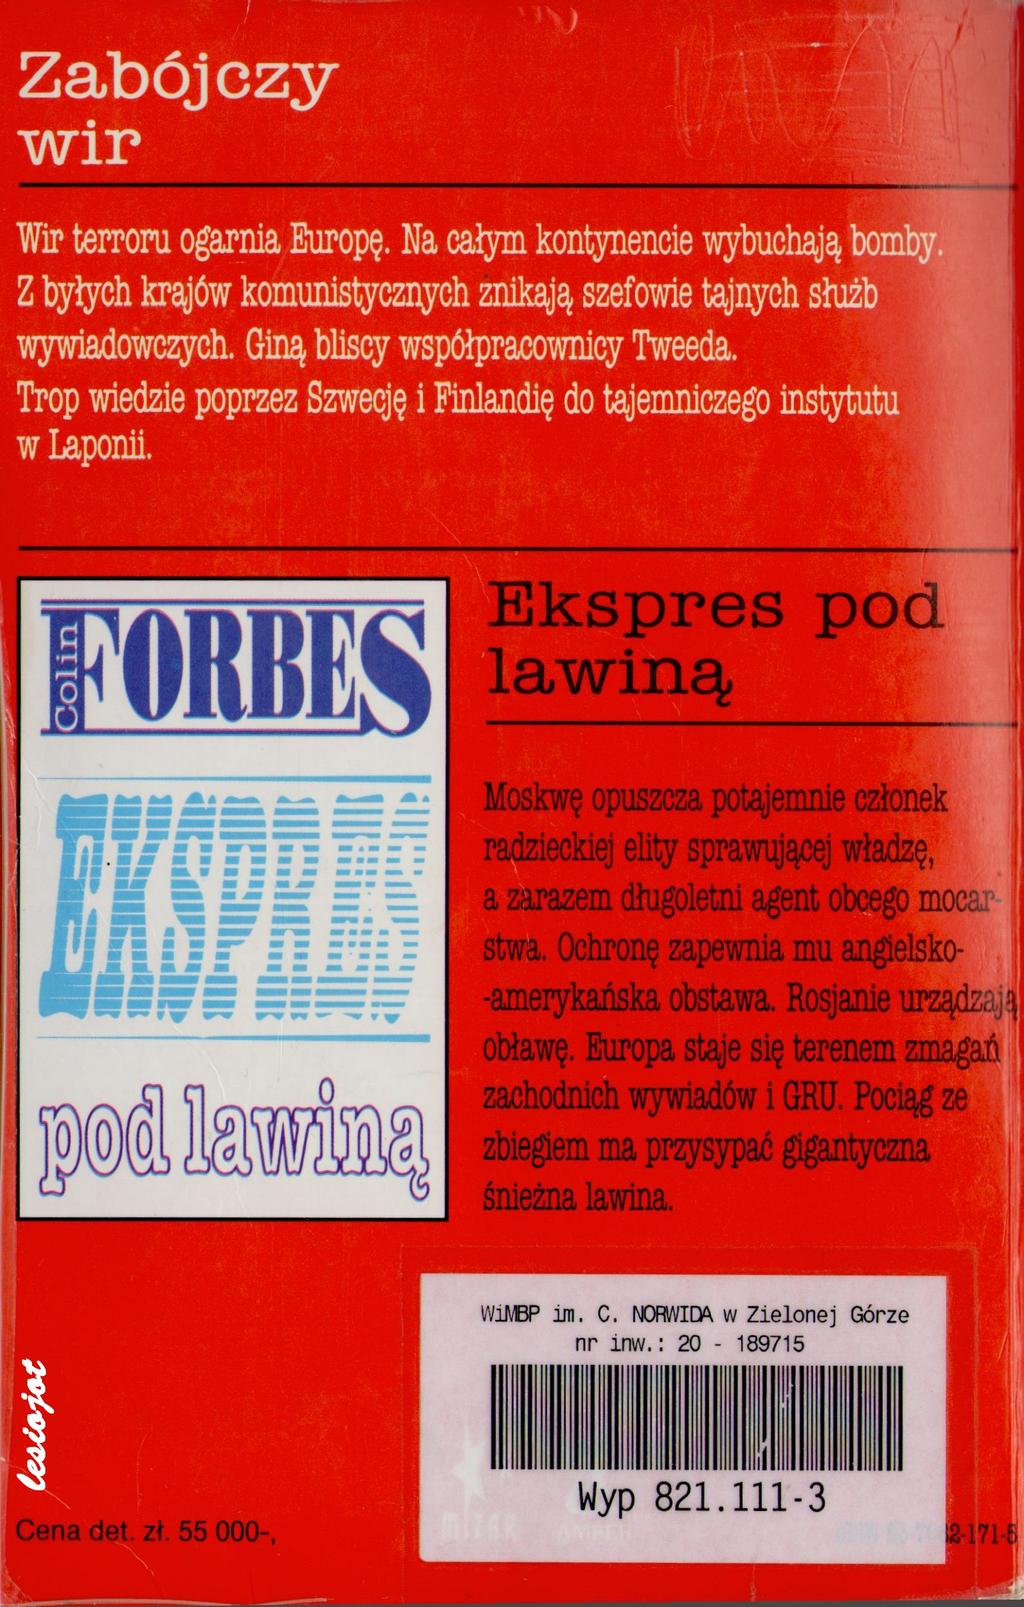 Zabójczy
wir
Wir terroru ogarnia Europę. Na całym kontynencie wybuchają bomby.
Z byłych krajów komunistycznych znikają szefowie tajnych służb
wywiadowczych. Giną bliscy współpracownicy Tweeda.
Trop wiedzie poprzez Szwecję i Finlandię do tajemniczego instytutu
w Laponii.
Colin FORBES
EKSPRES
pod lawiną
Ekspres pod
lawiną
Moskwę opuszcza potajemnie członek
radzieckiej elity sprawującej władzę,
a zarazem długoletni agent obcego mocar-
stwa. Ochronę zapewnia mu angielsko-
-amerykańska obstawa. Rosjanie urządzają
obławę. Europa staje się terenem zmagań
zachodnich wywiadów i GRU. Pociąg ze
zbiegiem ma przysypać gigantyczna
śnieżna lawina.
WiMBP im. C. NORWIDA w Zielonej Górze
nr inw.: 20 - 189715
Wyp 821.111-3
lesiojot
Cena det. zł. 55 000-,
2-171-5